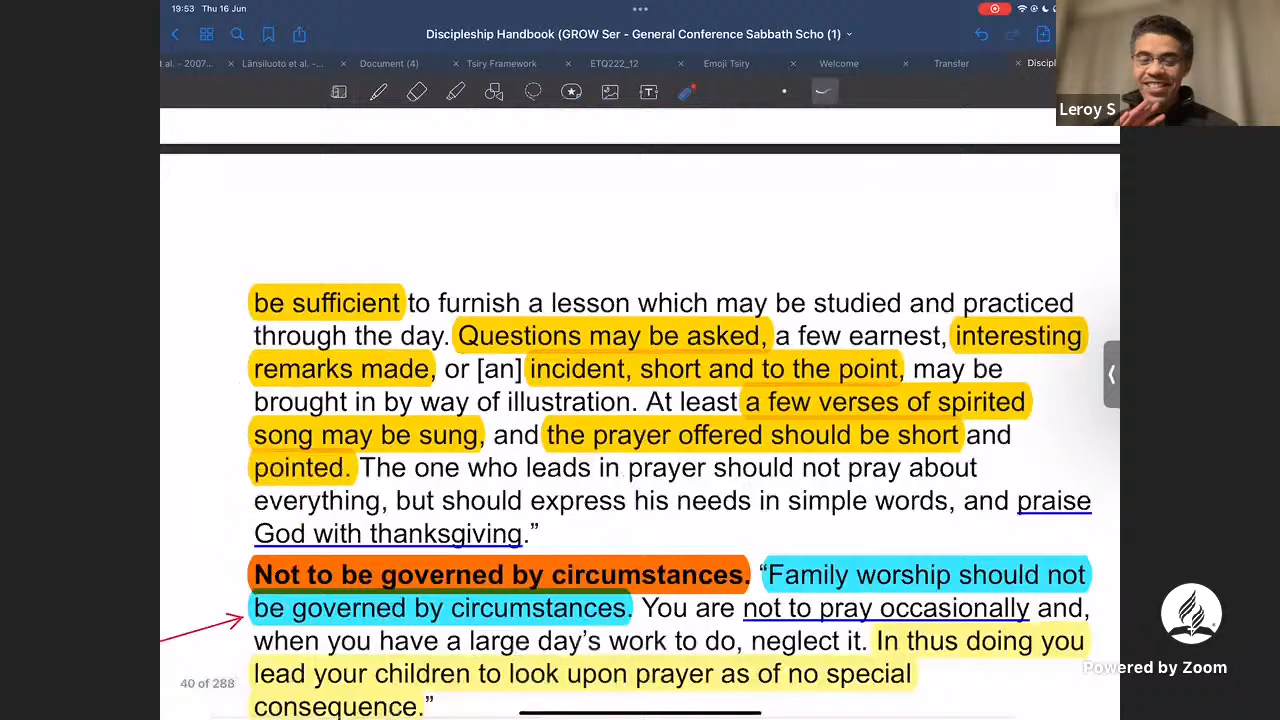 19:53 Thu 16 Jun
Discipleship Handbook (GROW Ser - General Conference Sabbath Scho (1)
t al. - 2007...
Länsiluoto et al. -...
Document (4)
Tsiry Framework
ETQ222_12
Emoji Tsiry
Welcome
Transfer
Discipl
Leroy S
be sufficient to furnish a lesson which may be studied and practiced
through the day. Questions may be asked, a few earnest, interesting
remarks made, or [an] incident, short and to the point, may be
brought in by way of illustration. At least a few verses of spirited
song may be sung, and the prayer offered should be short and
pointed. The one who leads in prayer should not pray about
everything, but should express his needs in simple words, and praise
God with thanksgiving.”
Not to be governed by circumstances. “Family worship should not
be governed by circumstances. You are not to pray occasionally and,
when you have a large day’s work to do, neglect it. In thus doing you
lead your children to look upon prayer as of no special
consequence.”
40 of 288
Powered by Zoom